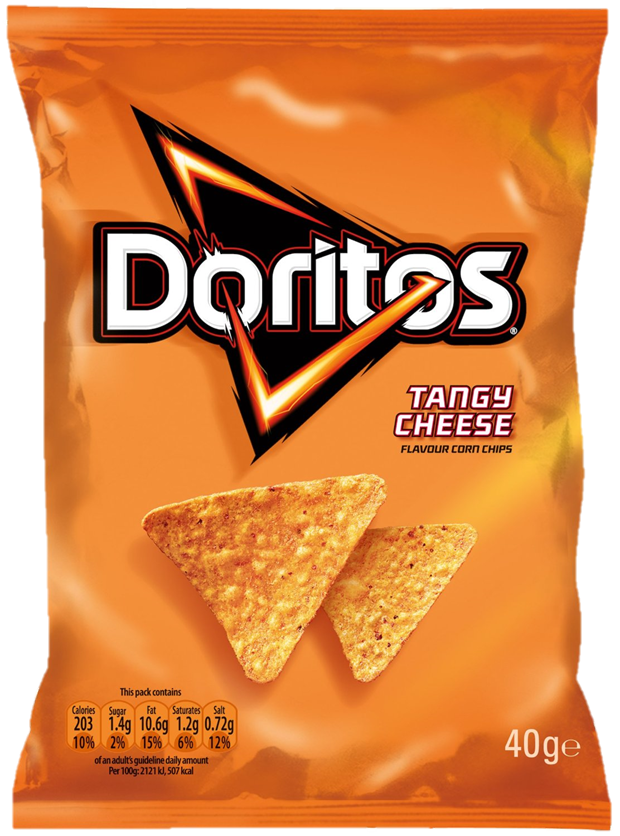 Doritos®
TANGY
CHEESE
FLAVOUR CORN CHIPS
This pack contains
Calories Sugar Fat Saturates Salt
203 1.4g 10.6g 1.2g 0.72g
10% 2% 15% 6% 12%
of an adult's guideline daily amount
Per 100g: 2121 kJ, 507 kcal
40g℮